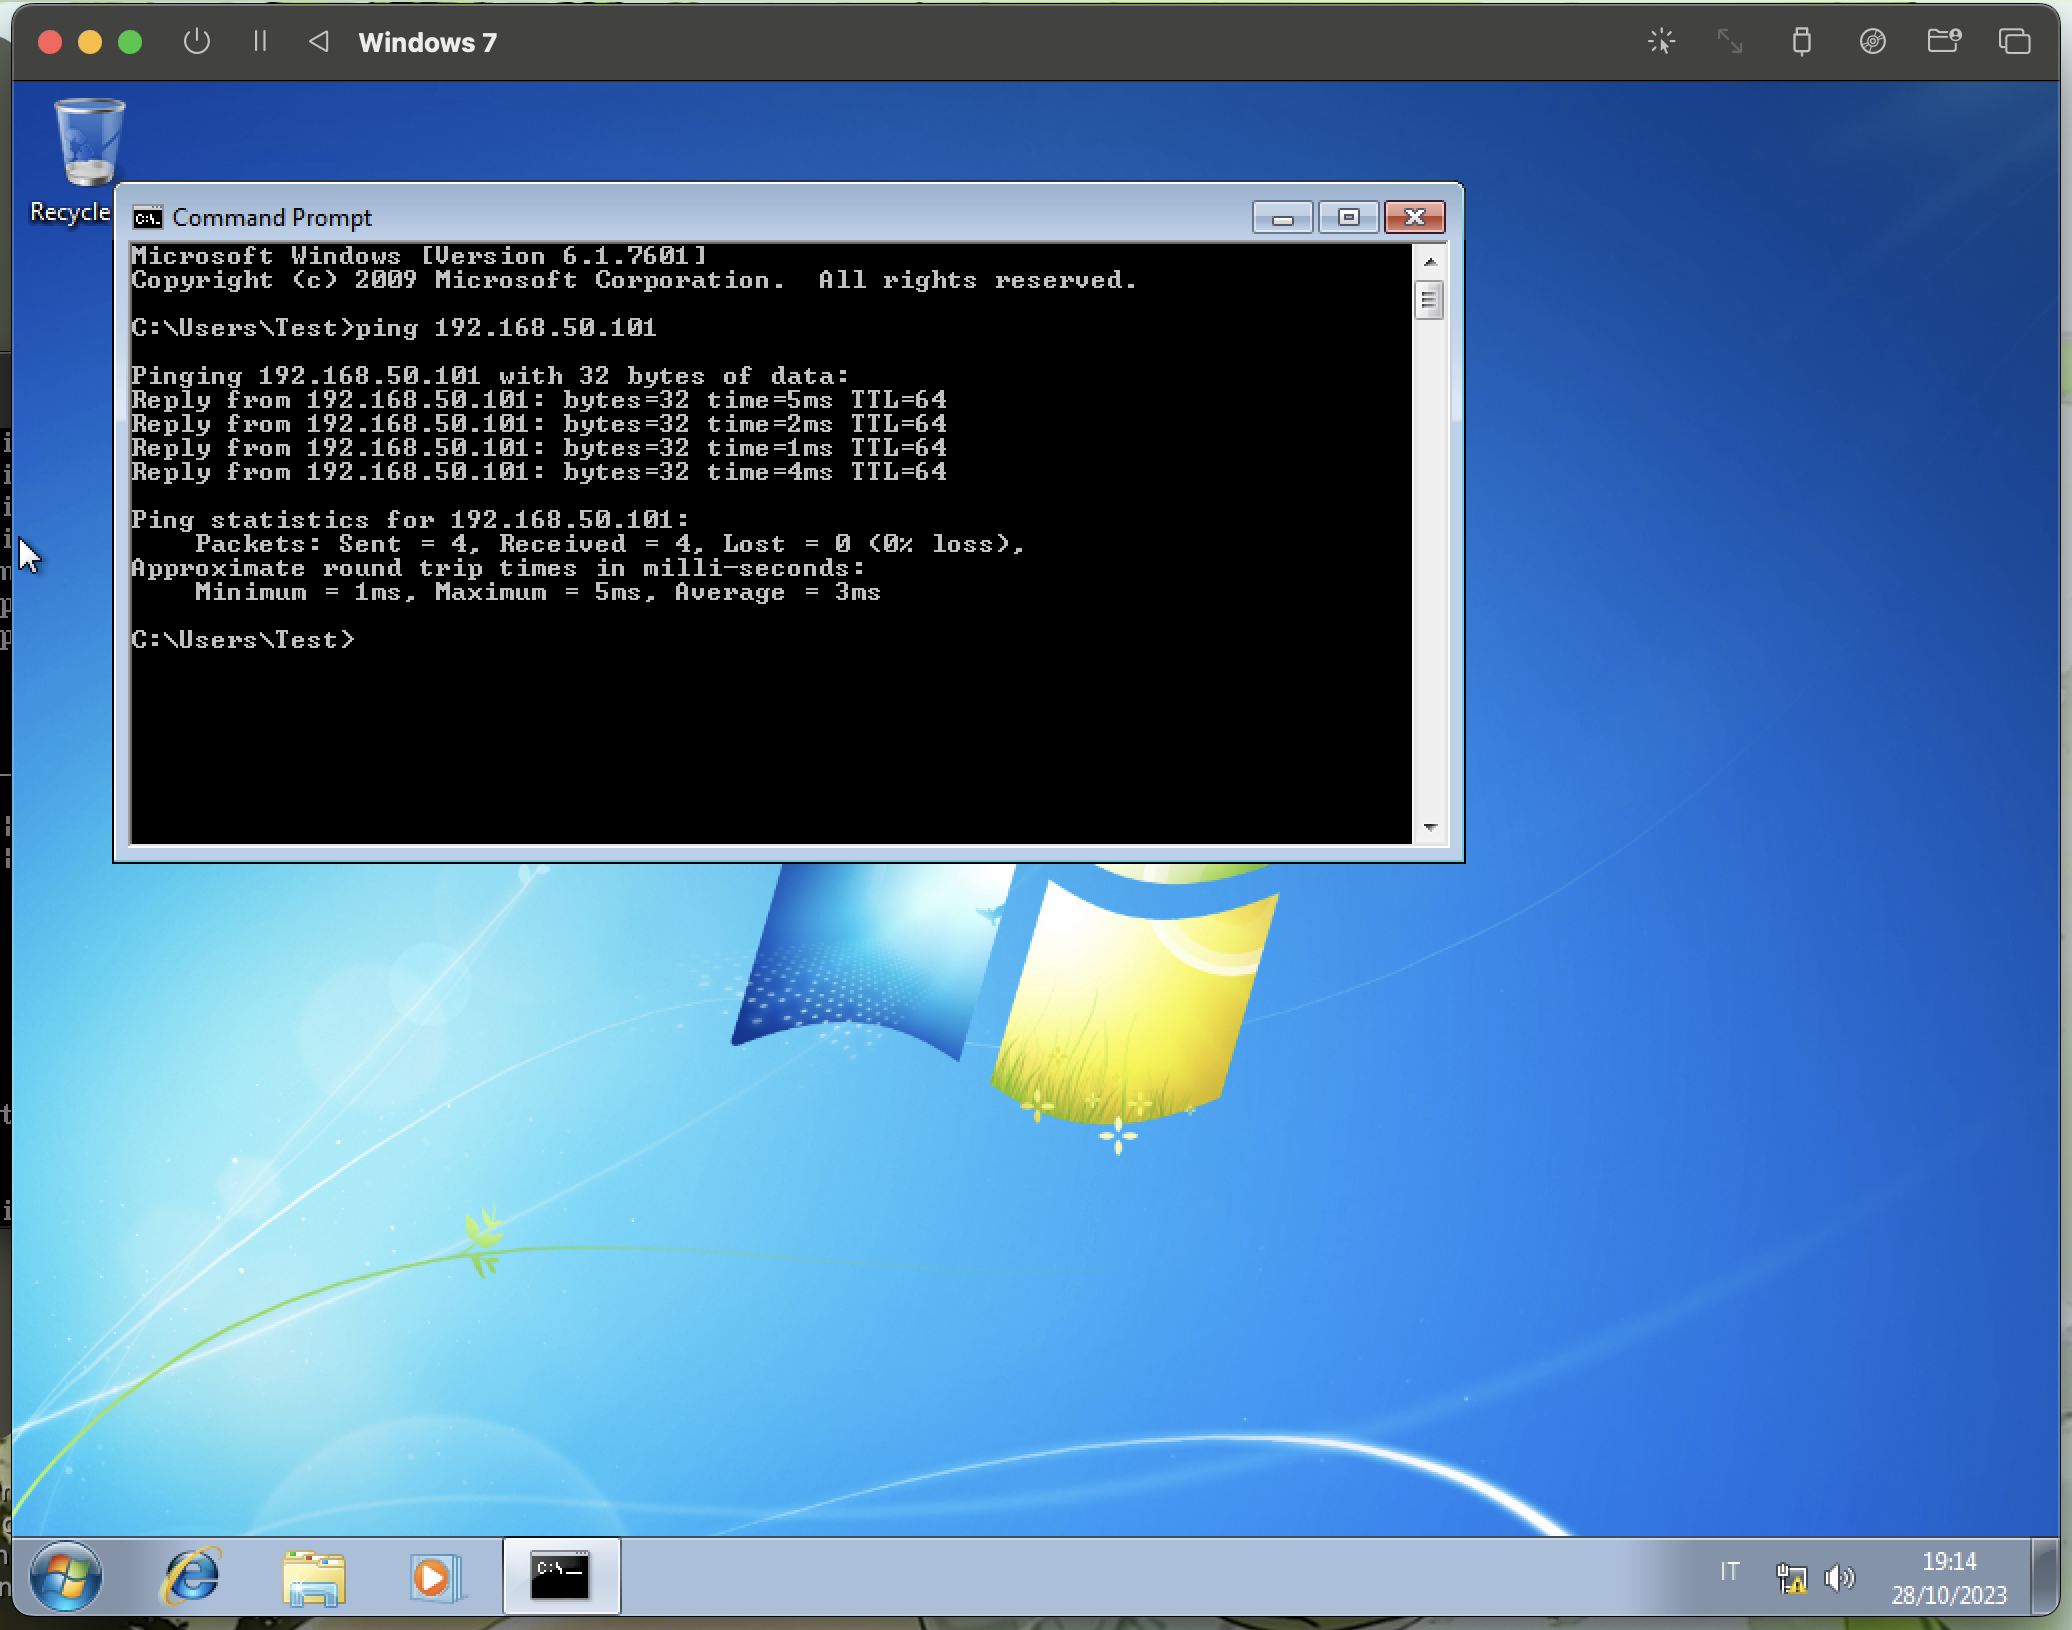 Windows 7
Recycle
Command Prompt
Microsoft Windows [Version 6.1.7601]
Copyright (c) 2009 Microsoft Corporation.  All rights reserved.
C:\Users\Test>ping 192.168.50.101
Pinging 192.168.50.101 with 32 bytes of data:
Reply from 192.168.50.101: bytes=32 time=5ms TTL=64
Reply from 192.168.50.101: bytes=32 time=2ms TTL=64
Reply from 192.168.50.101: bytes=32 time=1ms TTL=64
Reply from 192.168.50.101: bytes=32 time=4ms TTL=64
Ping statistics for 192.168.50.101:
    Packets: Sent = 4, Received = 4, Lost = 0 (0% loss),
Approximate round trip times in milli-seconds:
    Minimum = 1ms, Maximum = 5ms, Average = 3ms
C:\Users\Test>
IT
19:14
28/10/2023